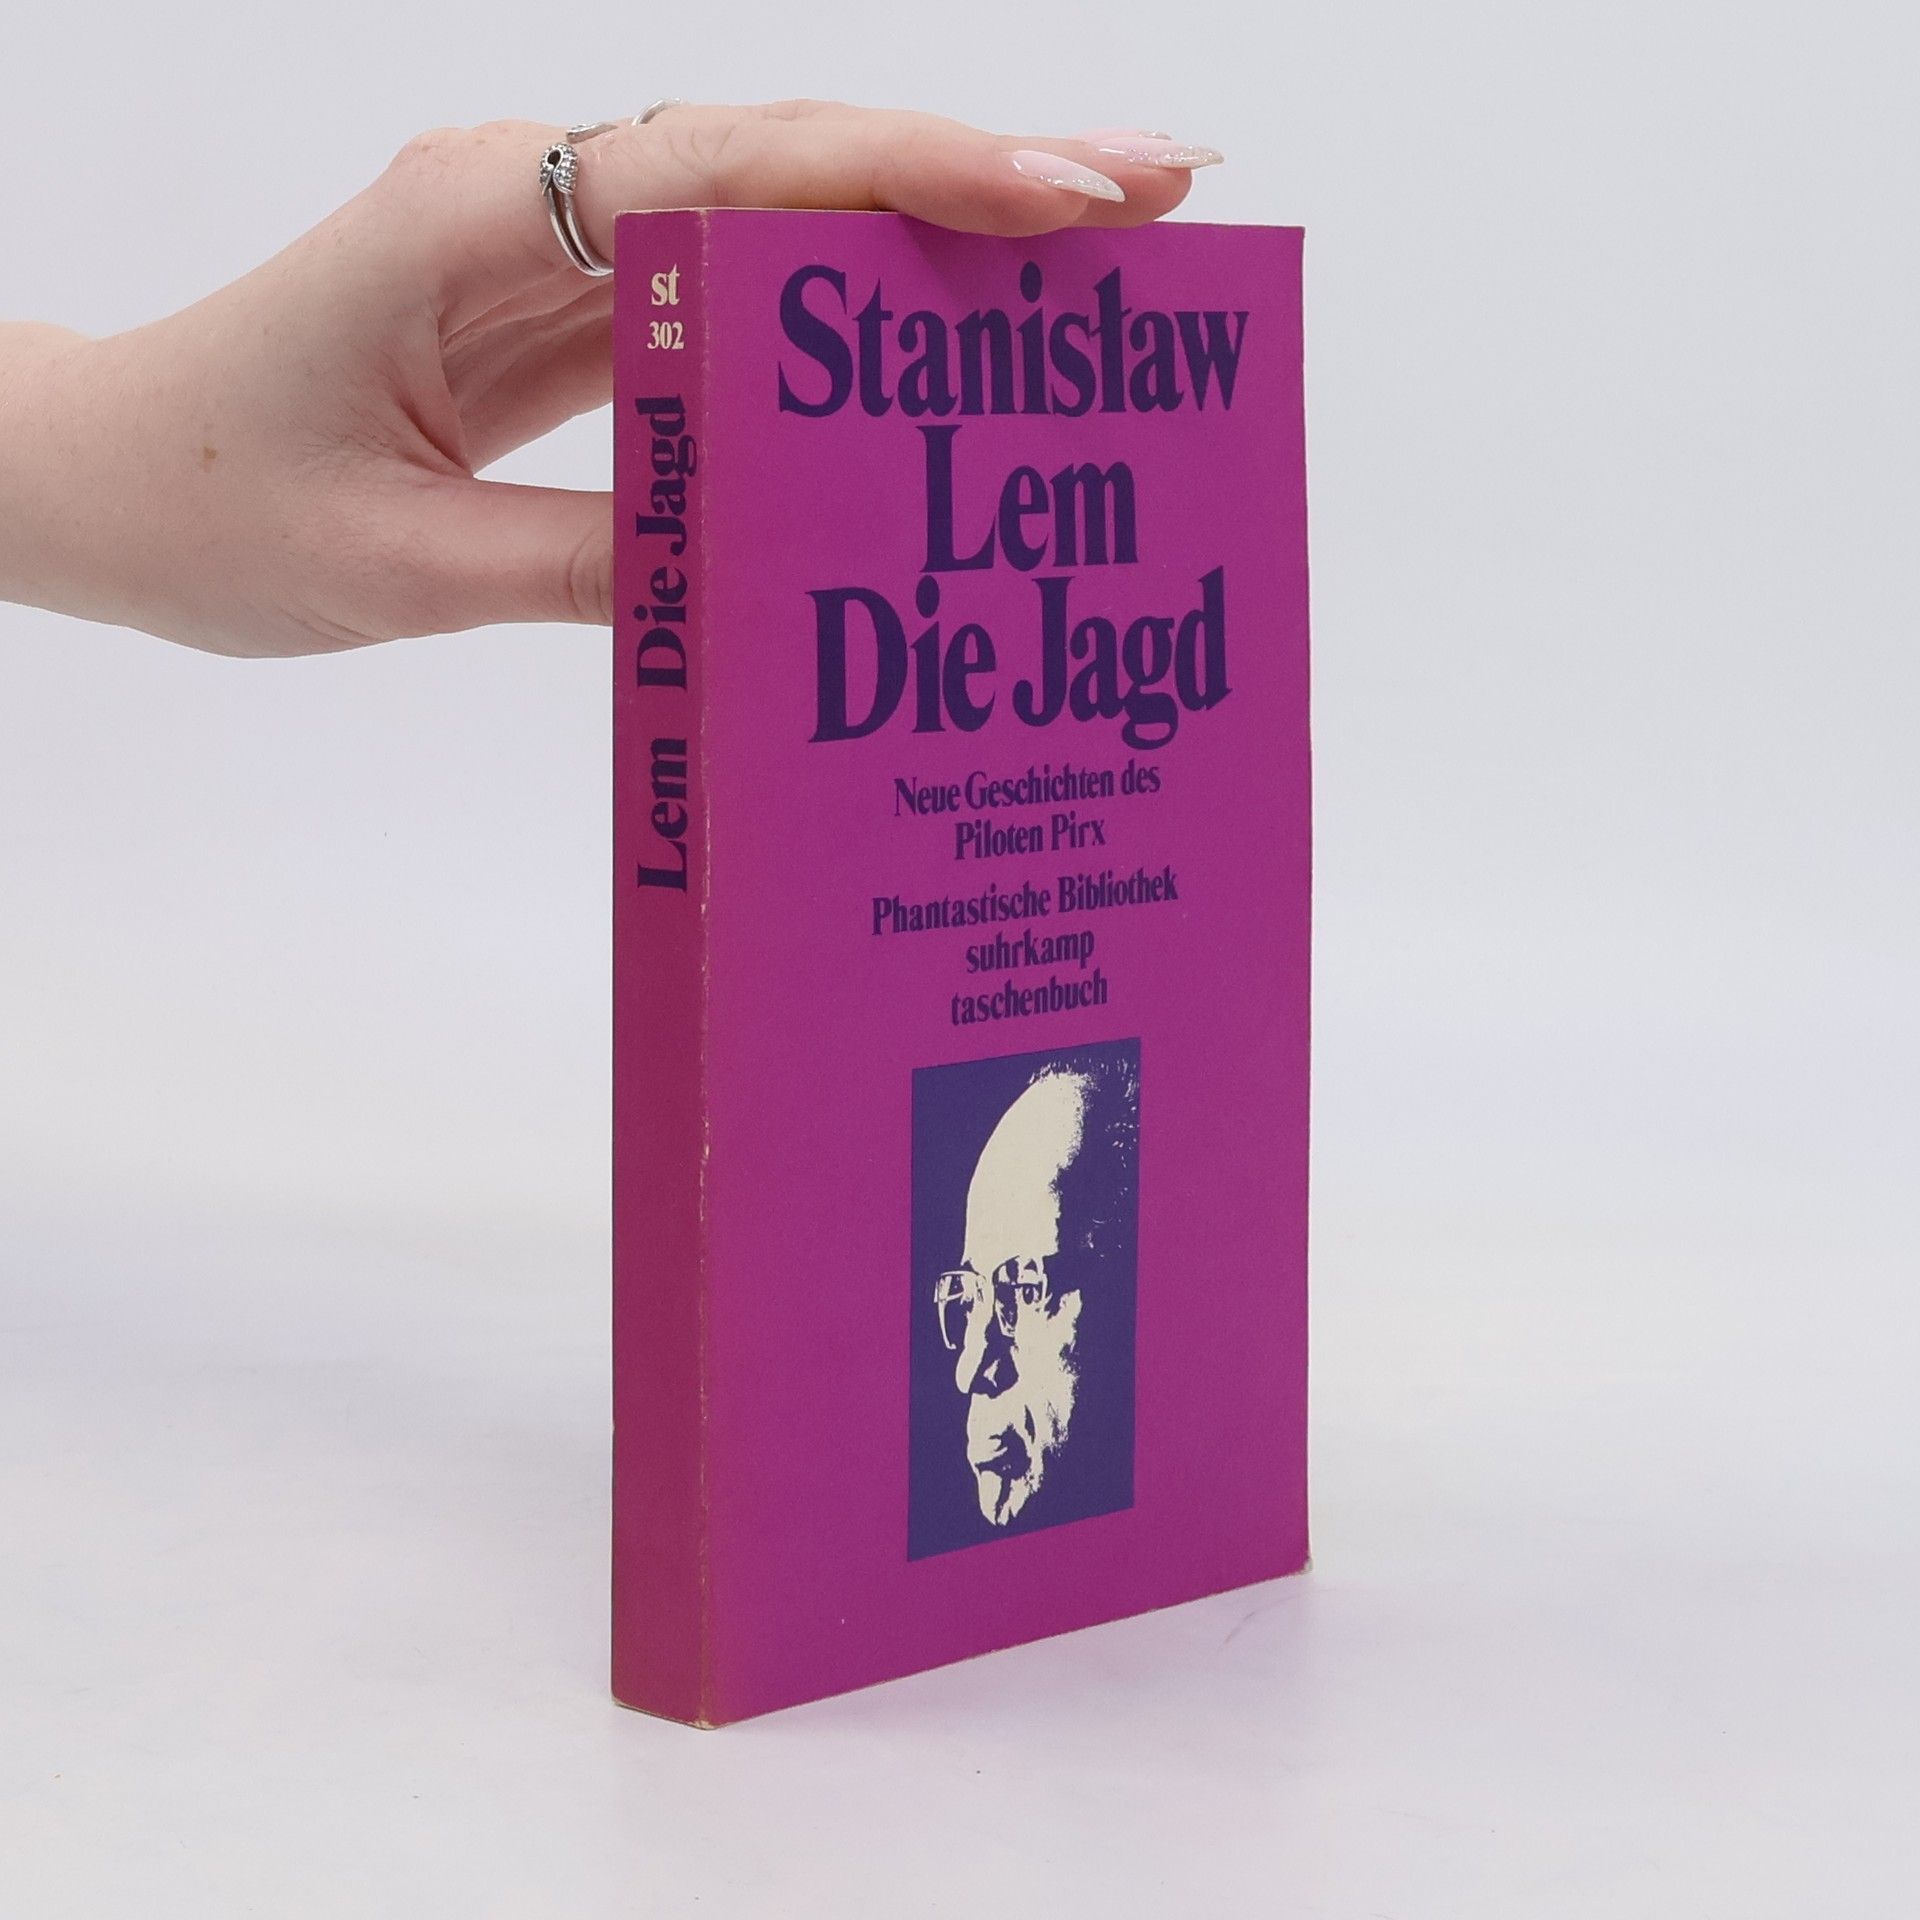 st
302
Lem Die Jagd
Stanisław
Lem
Die Jagd
Neue Geschichten des
Piloten Pirx
Phantastische Bibliothek
suhrkamp
taschenbuch